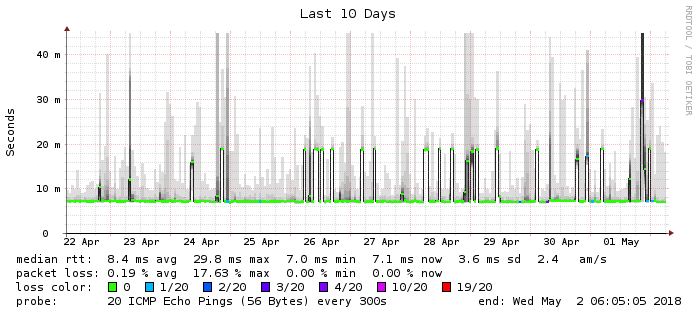 Last 10 Days
RRDTOOL / TOBI OETIKER
Seconds
40 m
30 m
20 m
10 m
0
22 Apr 23 Apr 24 Apr 25 Apr 26 Apr 27 Apr 28 Apr 29 Apr 30 Apr 01 May
median rtt: 8.4 ms avg 29.8 ms max 7.0 ms min 7.1 ms now 3.6 ms sd 2.4 am/s
packet loss: 0.19 % avg 17.63 % max 0.00 % min 0.00 % now
loss color: 0 1/20 2/20 3/20 4/20 10/20 19/20
probe: 20 ICMP Echo Pings (56 Bytes) every 300s end: Wed May 2 06:05:05 2018